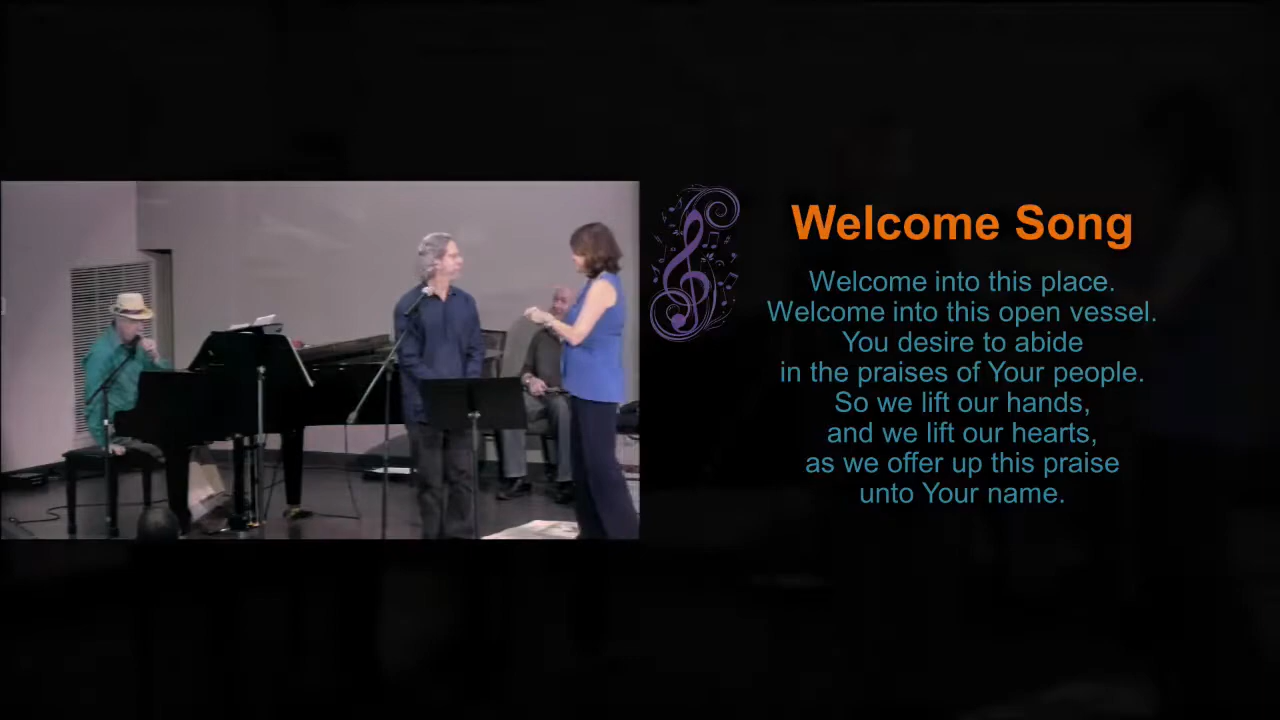 Welcome Song
Welcome into this place.
Welcome into this open vessel.
You desire to abide
in the praises of Your people.
So we lift our hands,
and we lift our hearts,
as we offer up this praise
unto Your name.